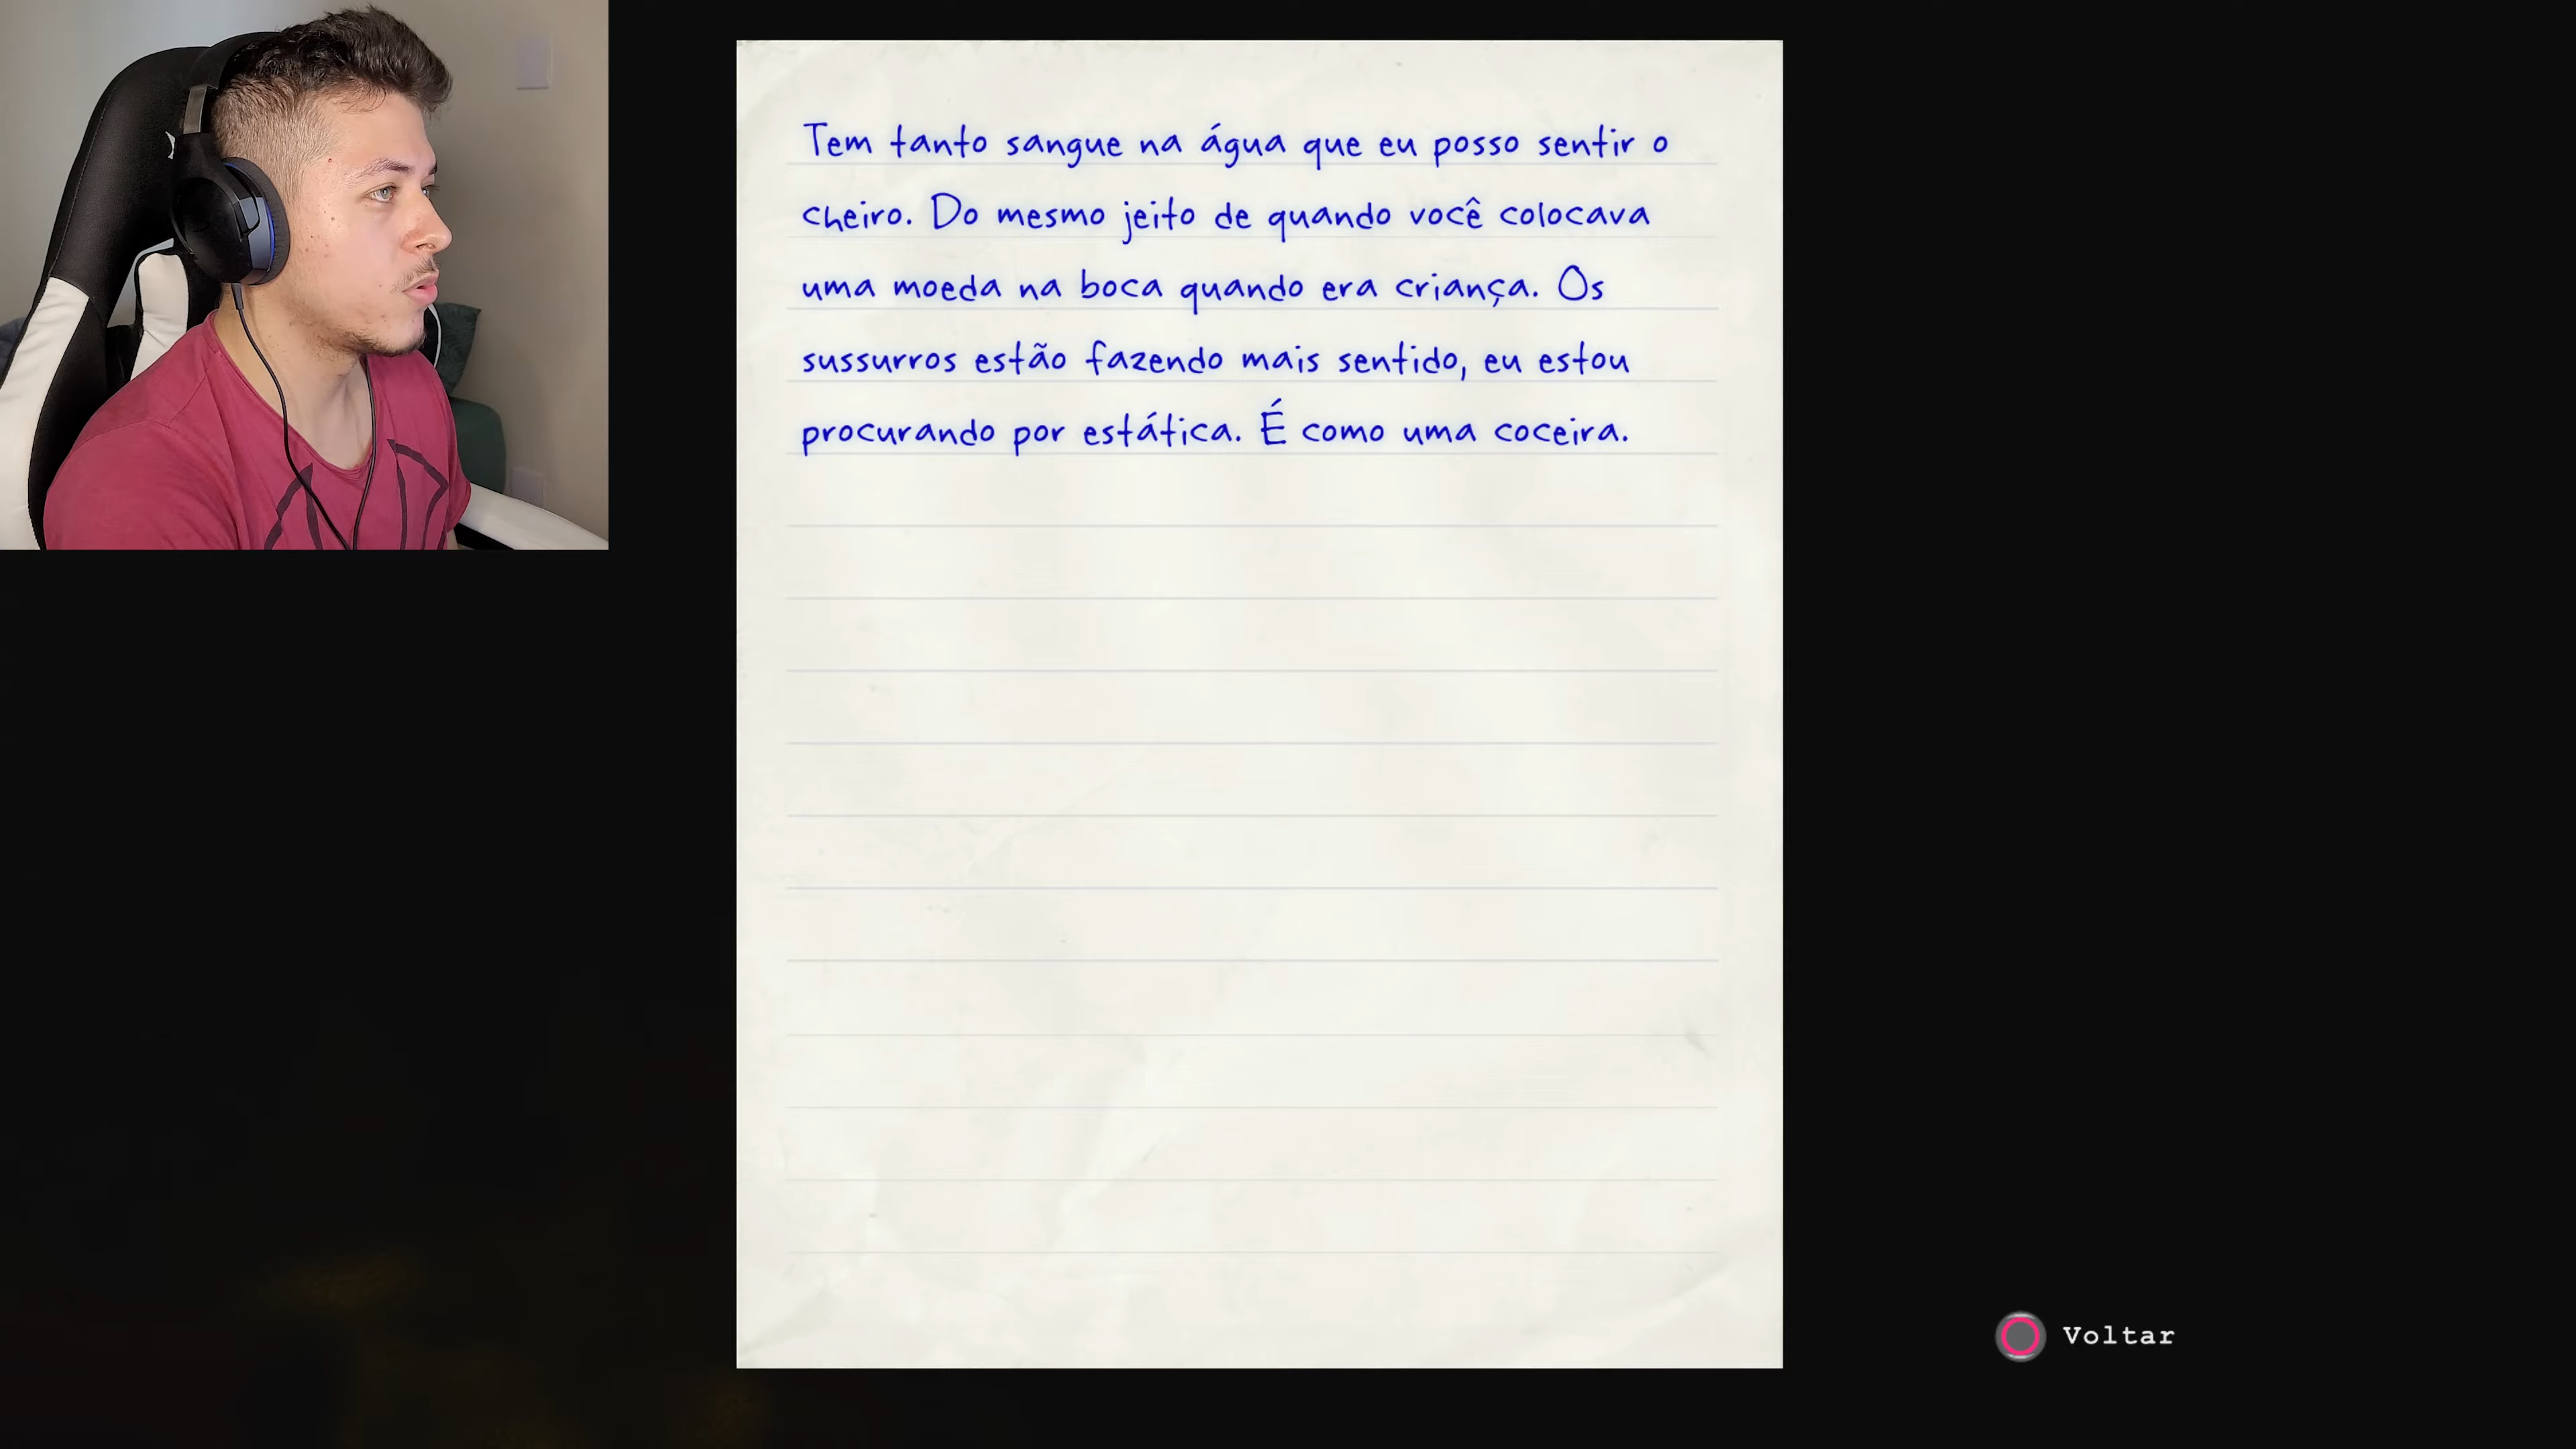 Tem tanto sangue na água que eu posso sentir o
cheiro. Do mesmo jeito de quando você colocava
uma moeda na boca quando era criança. Os
sussurros estão fazendo mais sentido, eu estou
procurando por estática. É como uma coceira.
Voltar